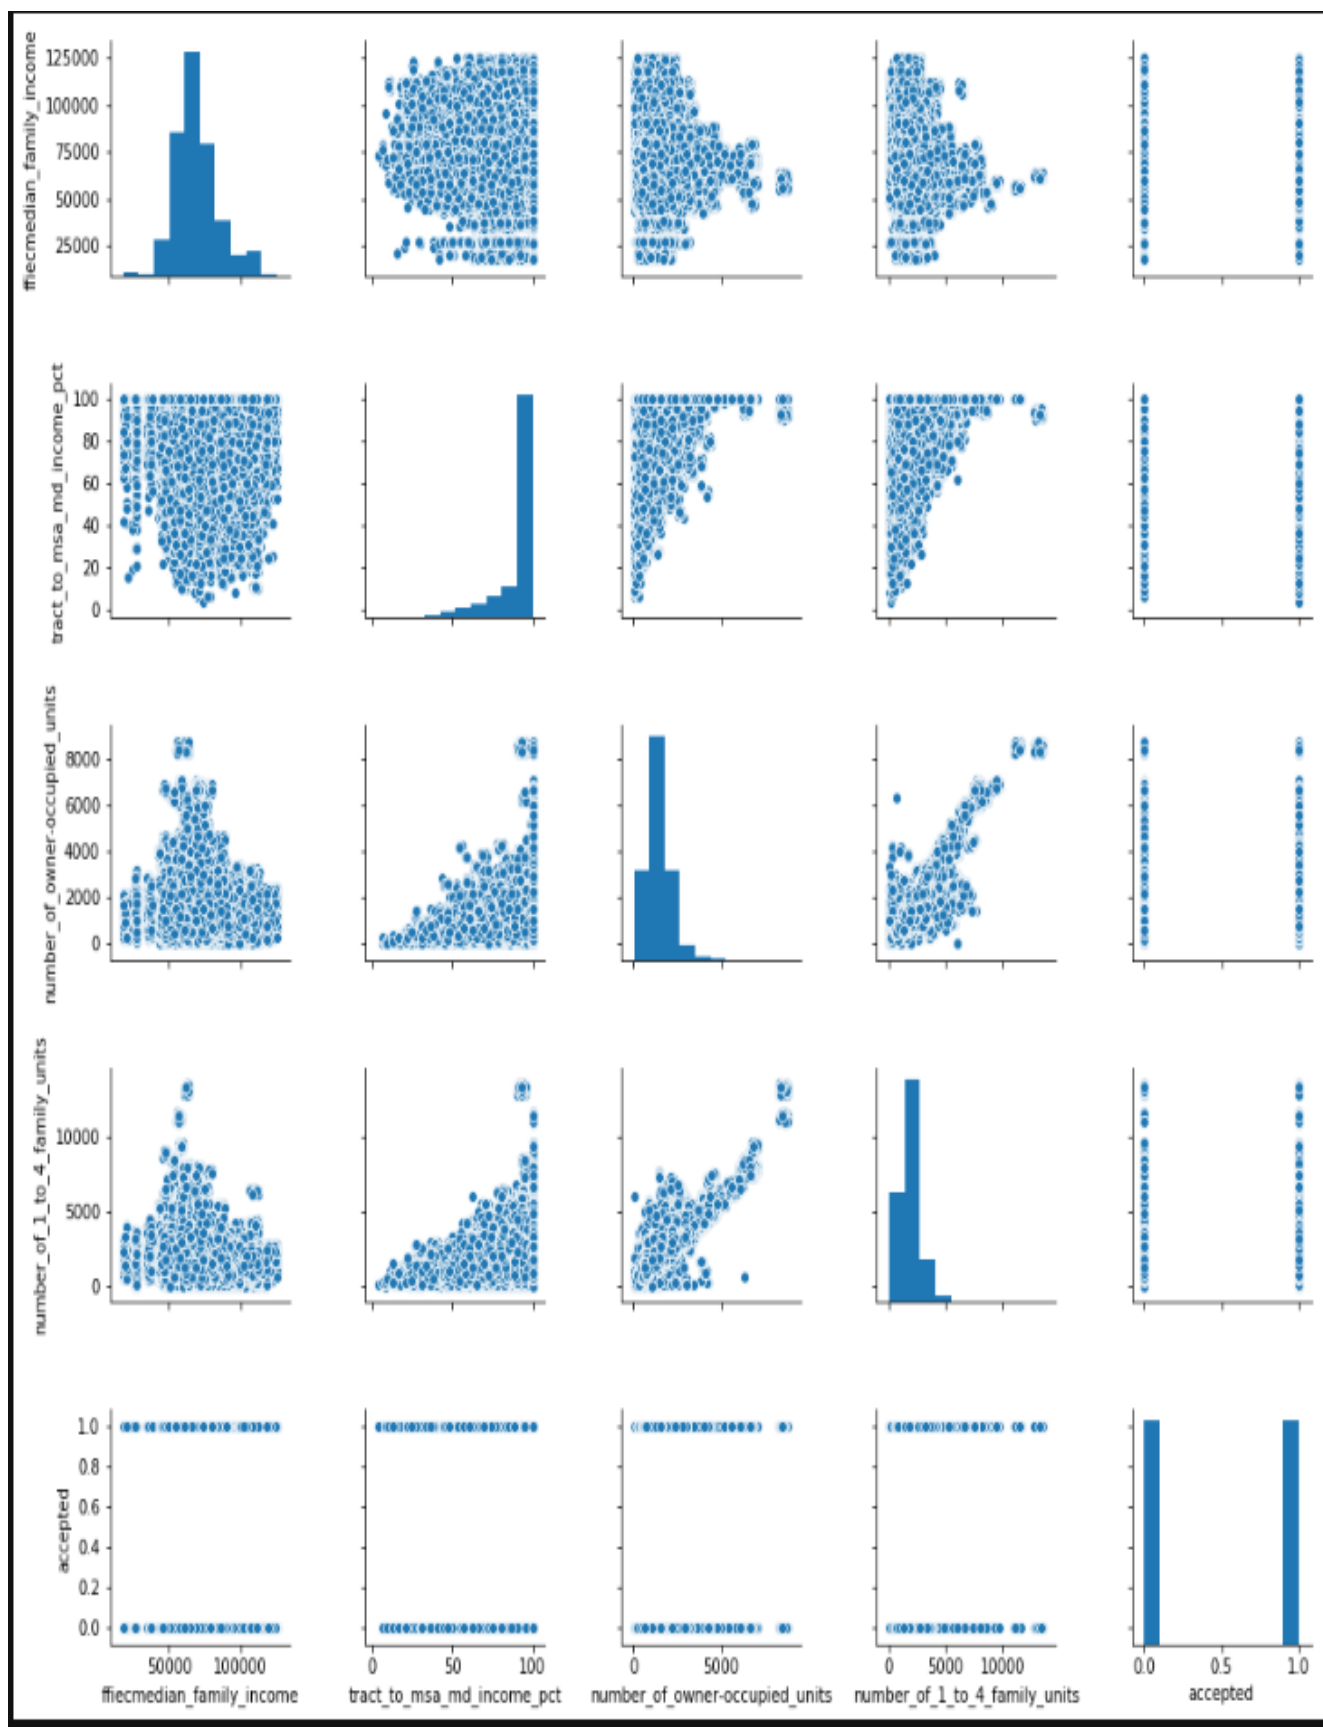 ffiecmedian_family_income
125000
100000
75000
50000
25000
tract_to_msa_md_income_pct
100
80
60
40
20
0
number_of_owner-occupied_units
8000
6000
4000
2000
0
number_of_1_to_4_family_units
10000
5000
0
accepted
1.0
0.8
0.6
0.4
0.2
0.0
50000 100000
0 50 100
0 5000
0 5000 10000
0.0 0.5 1.0
ffiecmedian_family_income
tract_to_msa_md_income_pct
number_of_owner-occupied_units
number_of_1_to_4_family_units
accepted